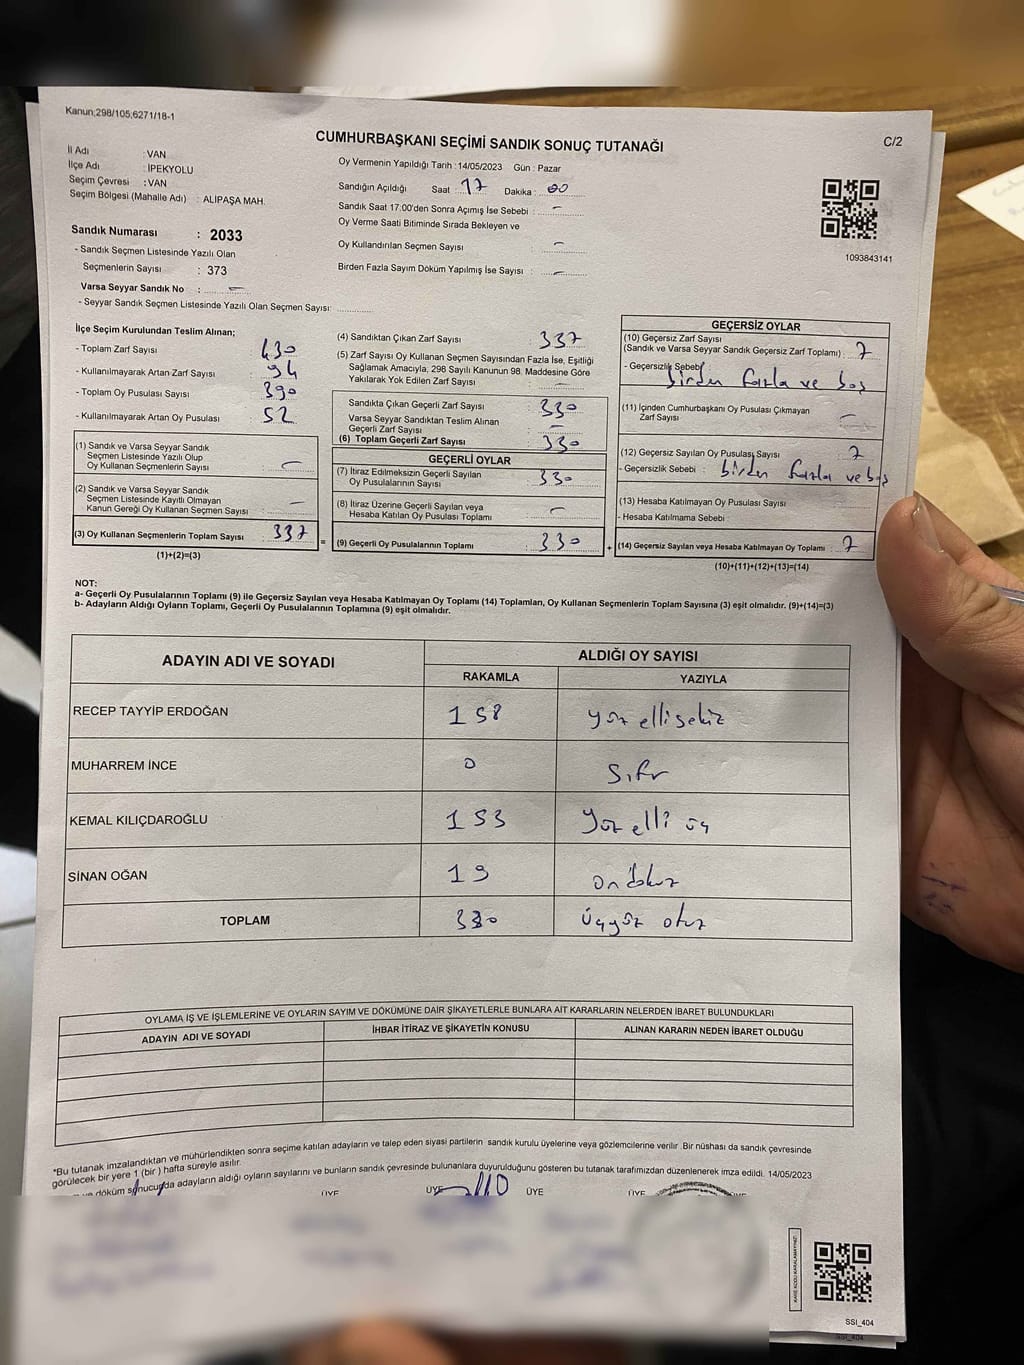 Kanun;298/105,6271/18-1
CUMHURBAŞKANI SEÇİMİ SANDIK SONUÇ TUTANAĞI
C/2
İl Adı : VAN
İlçe Adı : İPEKYOLU
Seçim Çevresi : VAN
Seçim Bölgesi (Mahalle Adı) : ALİPAŞA MAH.
Sandık Numarası : 2033
- Sandık Seçmen Listesinde Yazılı Olan
Seçmenlerin Sayısı : 373
Varsa Seyyar Sandık No : -
- Seyyar Sandık Seçmen Listesinde Yazılı Olan Seçmen Sayısı:
Oy Vermenin Yapıldığı Tarih :14/05/2023 Gün : Pazar
Sandığın Açıldığı Saat : 17 Dakika : 00
Sandık Saat 17:00'den Sonra Açımış İse Sebebi : -
Oy Verme Saati Bitiminde Sırada Bekleyen ve
Oy Kullandırılan Seçmen Sayısı : -
Birden Fazla Sayım Döküm Yapılmış İse Sayısı : -
1093843141
İlçe Seçim Kurulundan Teslim Alınan;
- Toplam Zarf Sayısı : 430
- Kullanılmayarak Artan Zarf Sayısı : 94
- Toplam Oy Pusulası Sayısı : 390
- Kullanılmayarak Artan Oy Pusulası : 52
(1) Sandık ve Varsa Seyyar Sandık
Seçmen Listesinde Yazılı Olup
Oy Kullanan Seçmenlerin Sayısı : -
(2) Sandık ve Varsa Seyyar Sandık
Seçmen Listesinde Kayıtlı Olmayan
Kanun Gereği Oy Kullanan Seçmen Sayısı : -
(3) Oy Kullanan Seçmenlerin Toplam Sayısı : 337
(1)+(2)=(3)
(4) Sandıktan Çıkan Zarf Sayısı : 337
(5) Zarf Sayısı Oy Kullanan Seçmen Sayısından Fazla İse, Eşitliği
Sağlamak Amacıyla, 298 Sayılı Kanunun 98. Maddesine Göre
Yakılarak Yok Edilen Zarf Sayısı : -
Sandıkta Çıkan Geçerli Zarf Sayısı : 330
Varsa Seyyar Sandıktan Teslim Alınan
Geçerli Zarf Sayısı : -
(6) Toplam Geçerli Zarf Sayısı : 330
GEÇERLİ OYLAR
(7) İtiraz Edilmeksizin Geçerli Sayılan
Oy Pusulalarının Sayısı : 330
(8) İtiraz Üzerine Geçerli Sayılan veya
Hesaba Katılan Oy Pusulası Toplamı : -
= (9) Geçerli Oy Pusulalarının Toplamı : 330
GEÇERSİZ OYLAR
(10) Geçersiz Zarf Sayısı
(Sandık ve Varsa Seyyar Sandık Geçersiz Zarf Toplamı) : 7
- Geçersizlik Sebebi birden fazla ve boş
(11) İçinden Cumhurbaşkanı Oy Pusulası Çıkmayan
Zarf Sayısı : -
(12) Geçersiz Sayılan Oy Pusulası Sayısı : 7
- Geçersizlik Sebebi : birden fazla ve boş
(13) Hesaba Katılmayan Oy Pusulası Sayısı
- Hesaba Katılmama Sebebi
+ (14) Geçersiz Sayılan veya Hesaba Katılmayan Oy Toplamı : 7
(10)+(11)+(12)+(13)=(14)
NOT:
a- Geçerli Oy Pusulalarının Toplamı (9) ile Geçersiz Sayılan veya Hesaba Katılmayan Oy Toplamı (14) Toplamları, Oy Kullanan Seçmenlerin Toplam Sayısına (3) eşit olmalıdır. (9)+(14)=(3)
b- Adayların Aldığı Oyların Toplamı, Geçerli Oy Pusulalarının Toplamına (9) eşit olmalıdır.
ADAYIN ADI VE SOYADI
ALDIĞI OY SAYISI
RAKAMLA YAZIYLA
RECEP TAYYİP ERDOĞAN 158 yüz ellisekiz
MUHARREM İNCE 0 sıfır
KEMAL KILIÇDAROĞLU 153 yüz elli üç
SİNAN OĞAN 19 ondokuz
TOPLAM 330 üçyüz otuz
OYLAMA İŞ VE İŞLEMLERİNE VE OYLARIN SAYIM VE DÖKÜMÜNE DAİR ŞİKAYETLERLE BUNLARA AİT KARARLARIN NELERDEN İBARET BULUNDUKLARI
ADAYIN ADI VE SOYADI İHBAR İTİRAZ VE ŞİKAYETİN KONUSU ALINAN KARARIN NEDEN İBARET OLDUĞU
*Bu tutanak imzalandıktan ve mühürlendikten sonra seçime katılan adayların ve talep eden siyasi partilerin sandık kurulu üyelerine veya gözlemcilerine verilir. Bir nüshası da sandık çevresinde
görülecek bir yere 1 (bir) hafta süreyle asılır.
döküm sonucunda adayların aldığı oyların sayılarını ve bunların sandık çevresinde bulunanlara duyurulduğunu gösteren bu tutanak tarafımızdan düzenlenerek imza edildi. 14/05/2023
ÜYE ÜYE ÜYE ÜYE
SSI_404